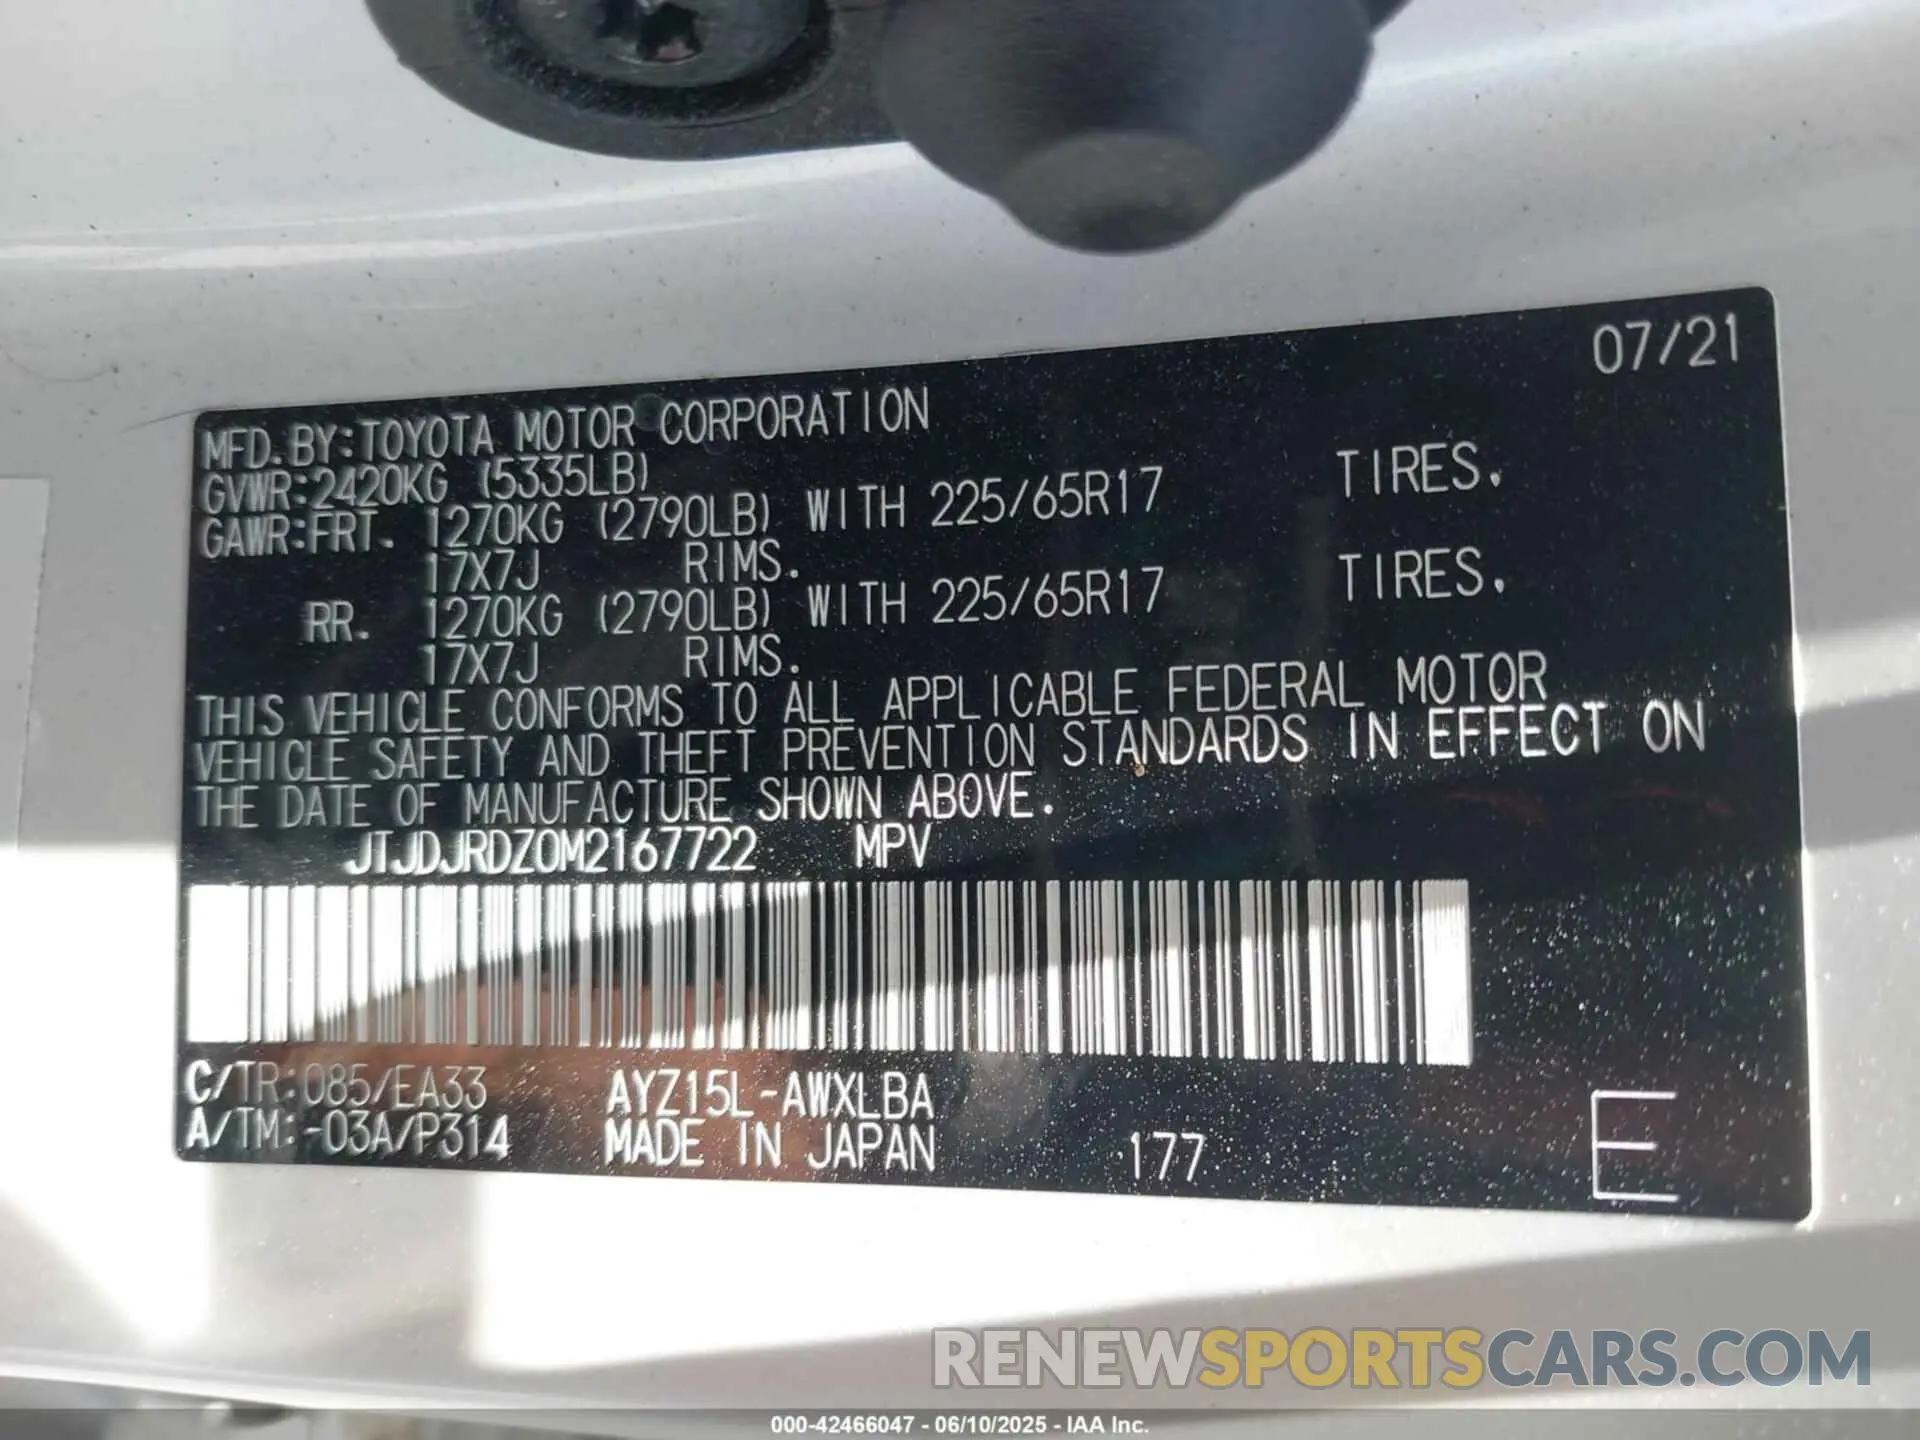 07/21
MFD.BY:TOYOTA MOTOR CORPORATION
GVWR:2420KG (5335LB)
GAWR:FRT. 1270KG (2790LB) WITH 225/65R17 TIRES.
17X7J RIMS.
RR. 1270KG (2790LB) WITH 225/65R17 TIRES.
17X7J RIMS.
THIS VEHICLE CONFORMS TO ALL APPLICABLE FEDERAL MOTOR
VEHICLE SAFETY AND THEFT PREVENTION STANDARDS IN EFFECT ON
THE DATE OF MANUFACTURE SHOWN ABOVE.
JTJDJRDZ0M2167722 MPV
C/TR:085/EA33 AYZ15L-AWXLBA
A/TM:-03A/P314 MADE IN JAPAN 177 E
RENEWSPORTSCARS.COM
000-42466047 - 06/10/2025 - IAA Inc.